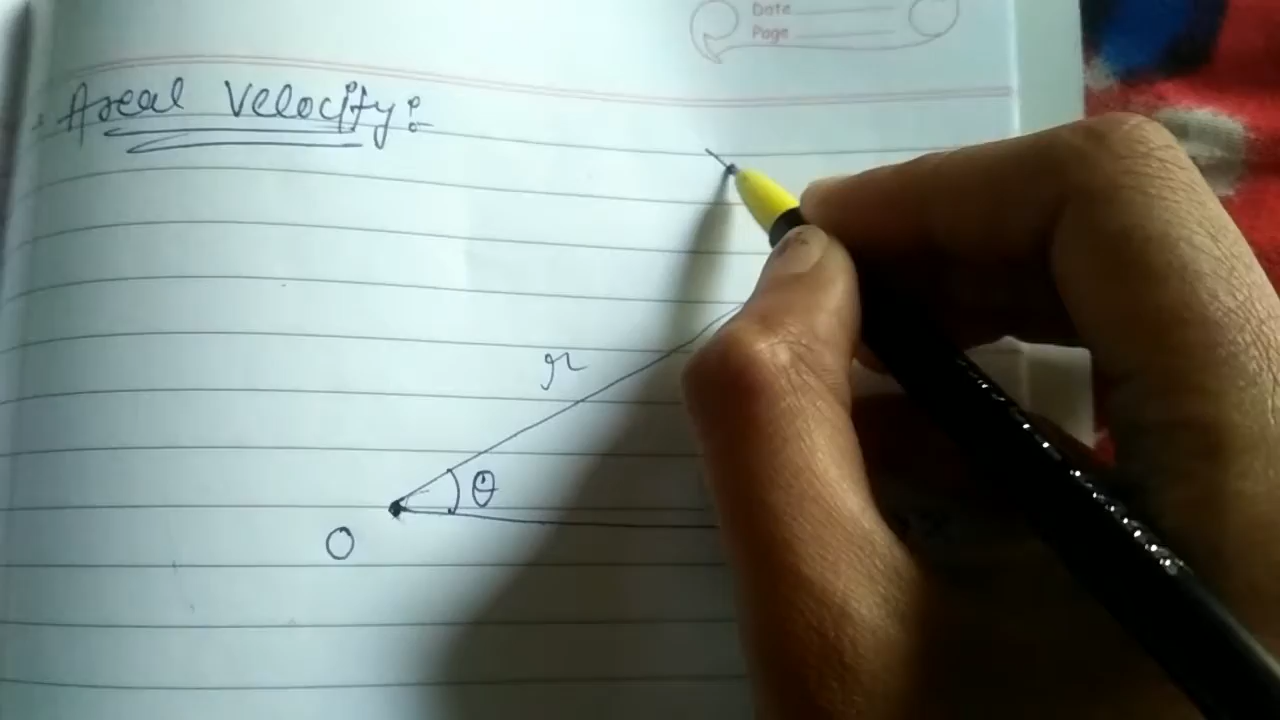 Date
Page
Areal Velocity:
r
θ
O